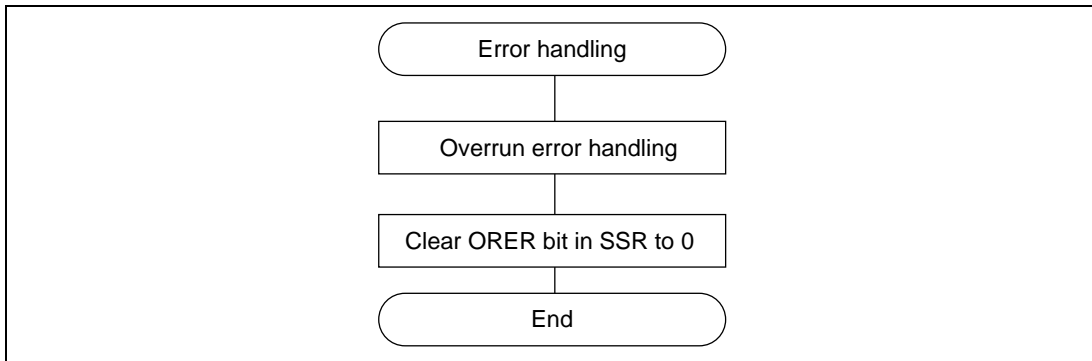 Error handling
Overrun error handling
Clear ORER bit in SSR to 0
End